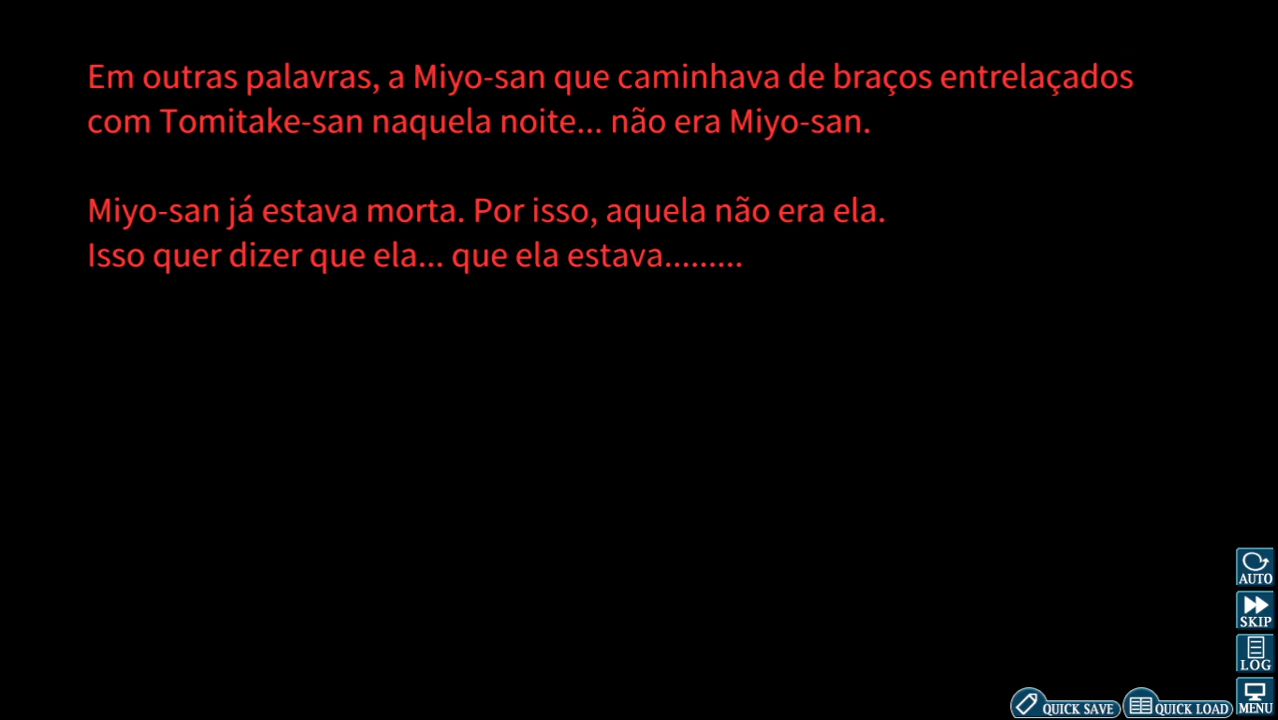 Em outras palavras, a Miyo-san que caminhava de braços entrelaçados
com Tomitake-san naquela noite... não era Miyo-san.
Miyo-san já estava morta. Por isso, aquela não era ela.
Isso quer dizer que ela... que ela estava.........
AUTO
SKIP
LOG
QUICK SAVE
QUICK LOAD
MENU